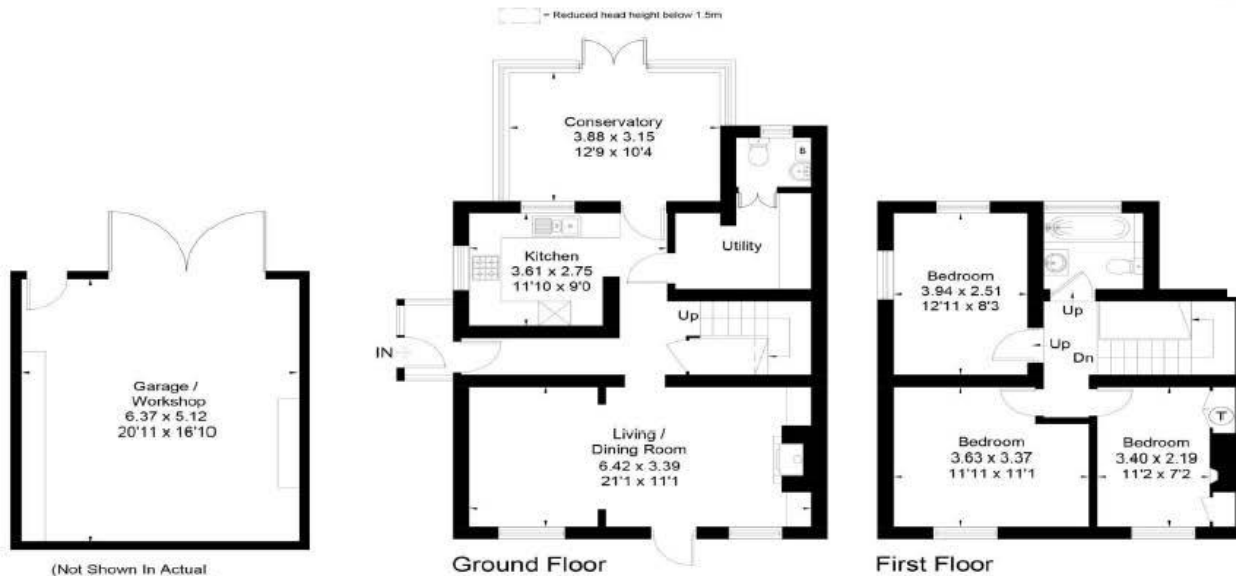 = Reduced head height below 1.5m
Conservatory
3.88 x 3.15
12'9 x 10'4
B
Kitchen
3.61 x 2.75
11'10 x 9'0
Utility
Up
IN
Living /
Dining Room
6.42 x 3.39
21'1 x 11'1
Ground Floor
Garage /
Workshop
6.37 x 5.12
20'11 x 16'10
(Not Shown In Actual
Bedroom
3.94 x 2.51
12'11 x 8'3
Up
Up
Dn
Bedroom
3.63 x 3.37
11'11 x 11'1
Bedroom
3.40 x 2.19
11'2 x 7'2
T
First Floor